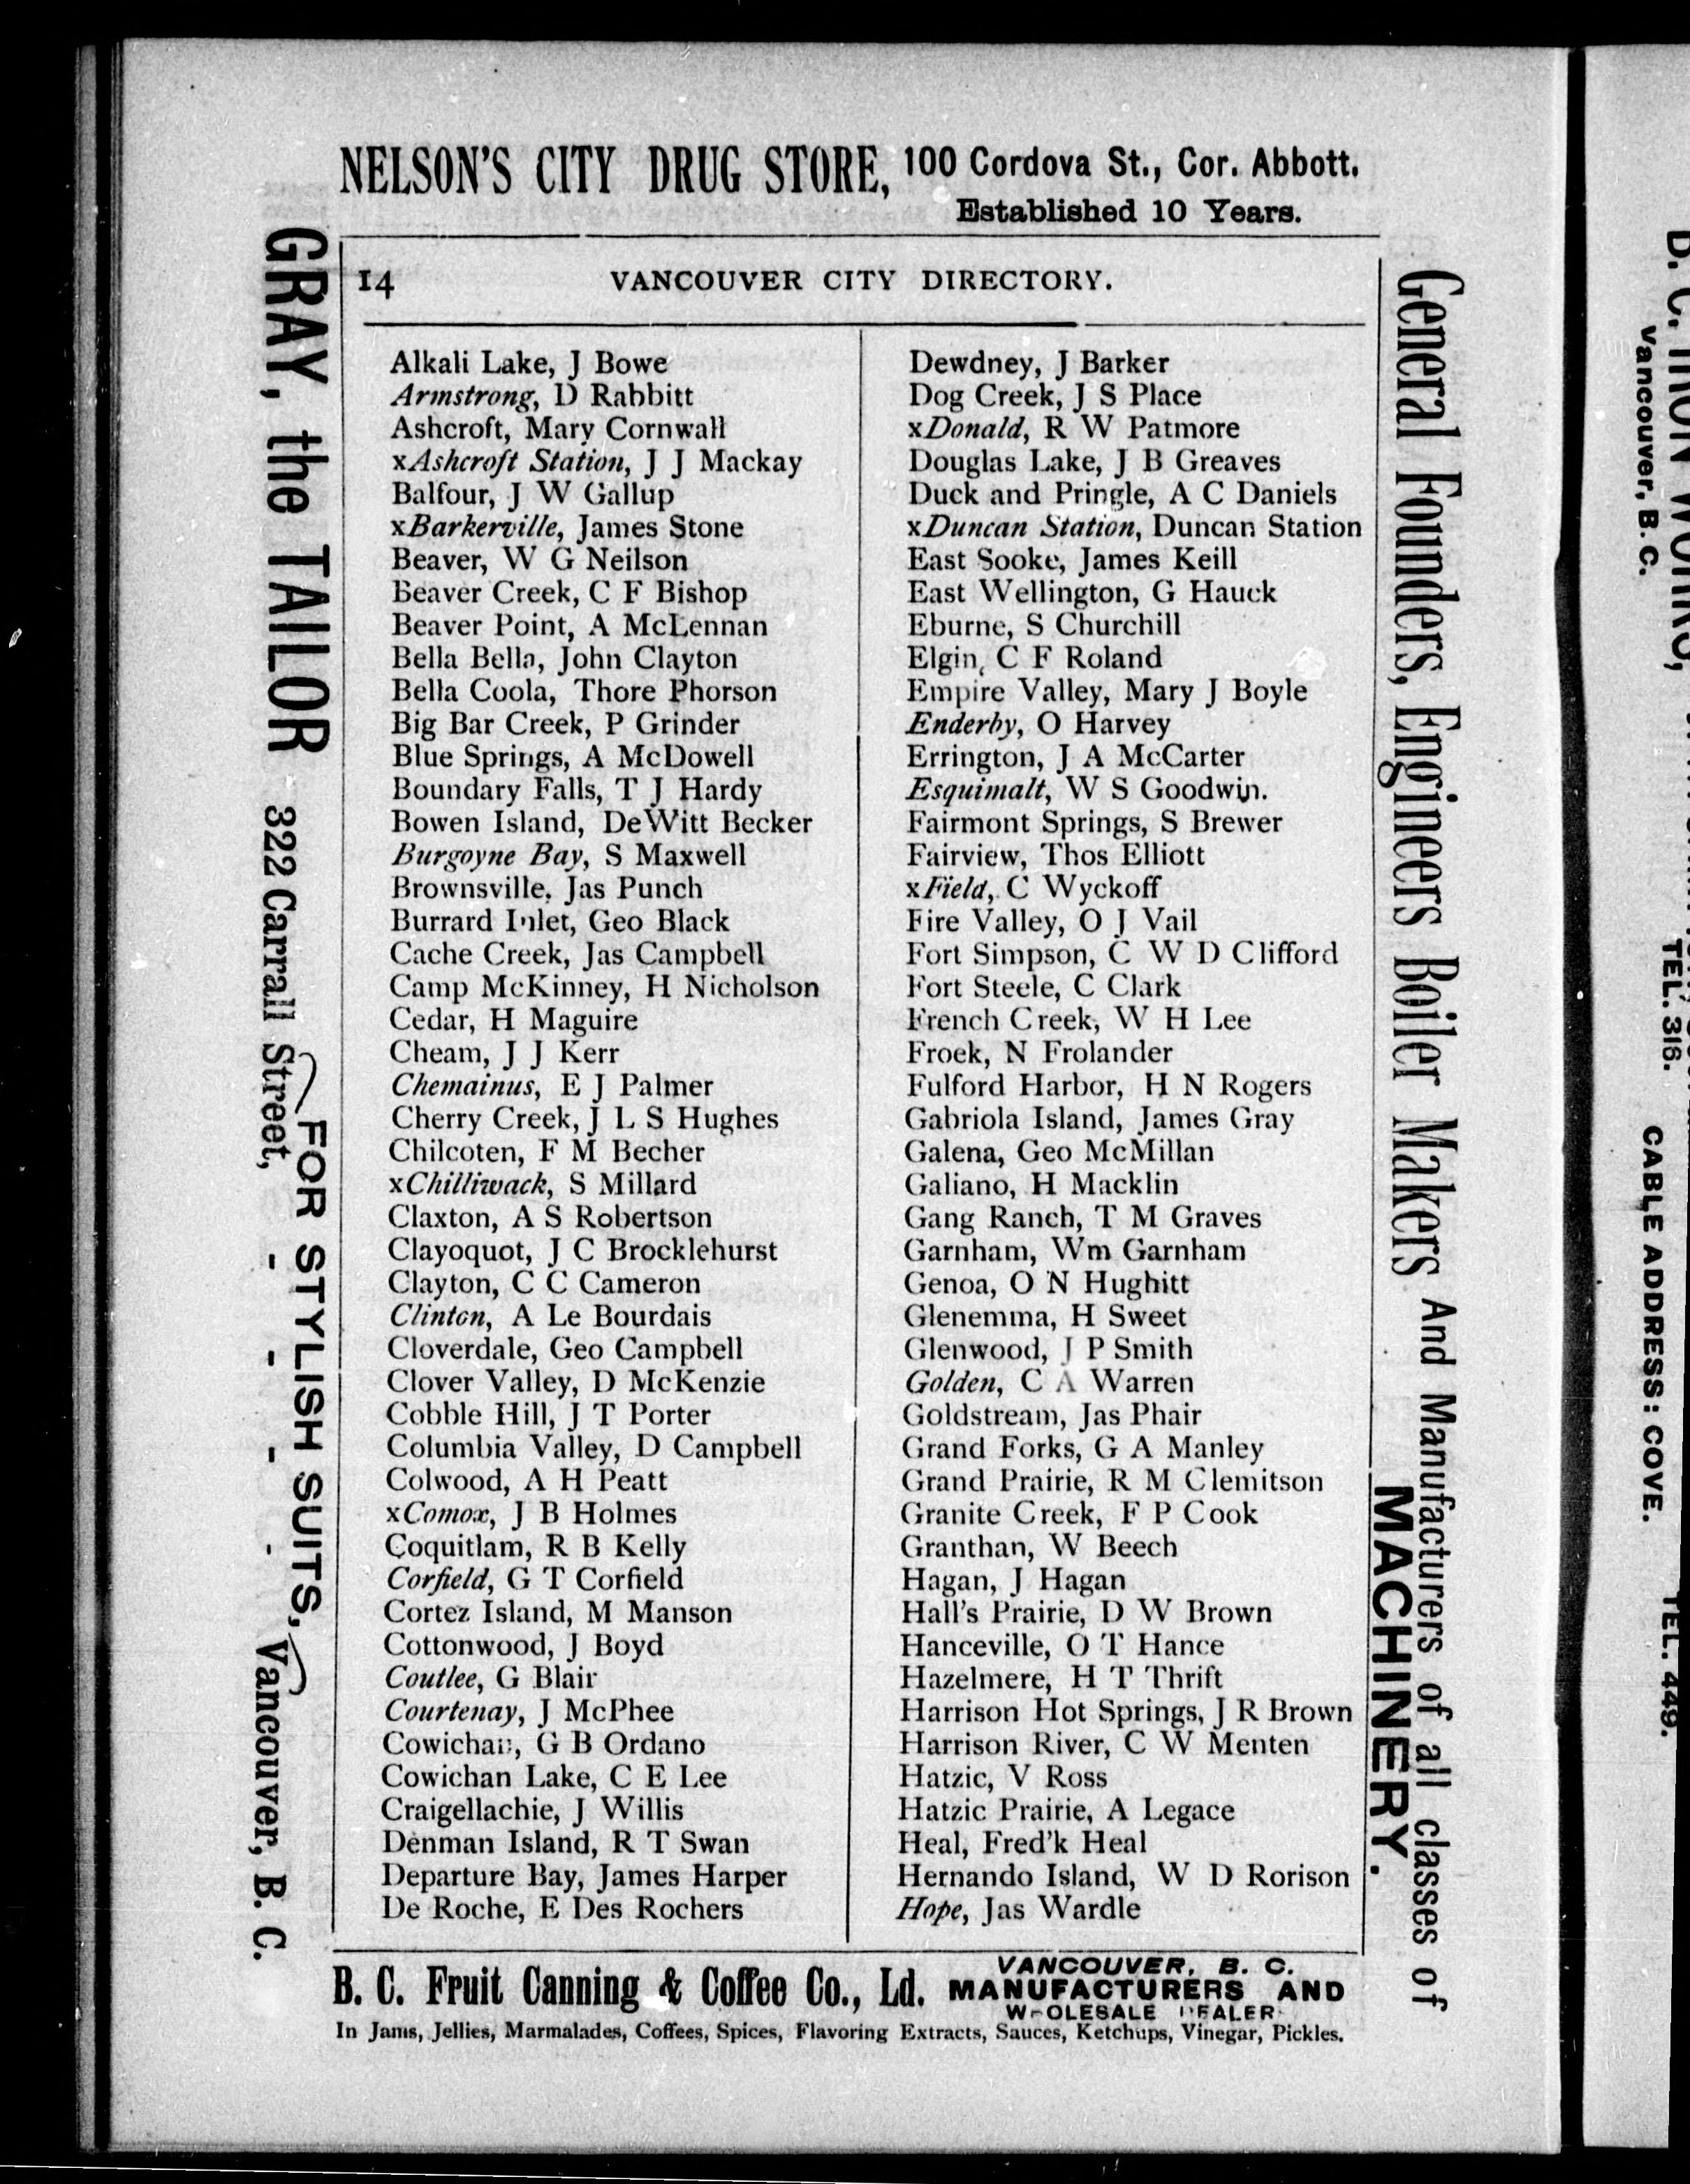 NELSON'S CITY DRUG STORE, 100 Cordova St., Cor. Abbott.
Established 10 Years.
14 VANCOUVER CITY DIRECTORY.
Alkali Lake, J Bowe
Armstrong, D Rabbitt
Ashcroft, Mary Cornwall
xAshcroft Station, J J Mackay
Balfour, J W Gallup
xBarkerville, James Stone
Beaver, W G Neilson
Beaver Creek, C F Bishop
Beaver Point, A McLennan
Bella Bella, John Clayton
Bella Coola, Thore Phorson
Big Bar Creek, P Grinder
Blue Springs, A McDowell
Boundary Falls, T J Hardy
Bowen Island, DeWitt Becker
Burgoyne Bay, S Maxwell
Brownsville, Jas Punch
Burrard Inlet, Geo Black
Cache Creek, Jas Campbell
Camp McKinney, H Nicholson
Cedar, H Maguire
Cheam, J J Kerr
Chemainus, E J Palmer
Cherry Creek, J L S Hughes
Chilcoten, F M Becher
xChilliwack, S Millard
Claxton, A S Robertson
Clayoquot, J C Brocklehurst
Clayton, C C Cameron
Clinton, A Le Bourdais
Cloverdale, Geo Campbell
Clover Valley, D McKenzie
Cobble Hill, J T Porter
Columbia Valley, D Campbell
Colwood, A H Peatt
xComox, J B Holmes
Coquitlam, R B Kelly
Corfield, G T Corfield
Cortez Island, M Manson
Cottonwood, J Boyd
Coutlee, G Blair
Courtenay, J McPhee
Cowichan, G B Ordano
Cowichan Lake, C E Lee
Craigellachie, J Willis
Denman Island, R T Swan
Departure Bay, James Harper
De Roche, E Des Rochers
Dewdney, J Barker
Dog Creek, J S Place
xDonald, R W Patmore
Douglas Lake, J B Greaves
Duck and Pringle, A C Daniels
xDuncan Station, Duncan Station
East Sooke, James Keill
East Wellington, G Hauck
Eburne, S Churchill
Elgin, C F Roland
Empire Valley, Mary J Boyle
Enderby, O Harvey
Errington, J A McCarter
Esquimalt, W S Goodwin.
Fairmont Springs, S Brewer
Fairview, Thos Elliott
xField, C Wyckoff
Fire Valley, O J Vail
Fort Simpson, C W D Clifford
Fort Steele, C Clark
French Creek, W H Lee
Froek, N Frolander
Fulford Harbor, H N Rogers
Gabriola Island, James Gray
Galena, Geo McMillan
Galiano, H Macklin
Gang Ranch, T M Graves
Garnham, Wm Garnham
Genoa, O N Hughitt
Glenemma, H Sweet
Glenwood, J P Smith
Golden, C A Warren
Goldstream, Jas Phair
Grand Forks, G A Manley
Grand Prairie, R M Clemitson
Granite Creek, F P Cook
Granthan, W Beech
Hagan, J Hagan
Hall's Prairie, D W Brown
Hanceville, O T Hance
Hazelmere, H T Thrift
Harrison Hot Springs, J R Brown
Harrison River, C W Menten
Hatzic, V Ross
Hatzic Prairie, A Legace
Heal, Fred'k Heal
Hernando Island, W D Rorison
Hope, Jas Wardle
GRAY, the TAILOR 322 Carrall Street, Vancouver, B. C.
FOR STYLISH SUITS,
General Founders, Engineers Boiler Makers And Manufacturers of all classes of
MACHINERY.
B. C. Fruit Canning & Coffee Co., Ld. VANCOUVER, B. C.
MANUFACTURERS AND
WHOLESALE DEALER
In Jams, Jellies, Marmalades, Coffees, Spices, Flavoring Extracts, Sauces, Ketchups, Vinegar, Pickles.
Vancouver, B. C.
TEL. 316.
CABLE ADDRESS: COVE.
TEL. 449.